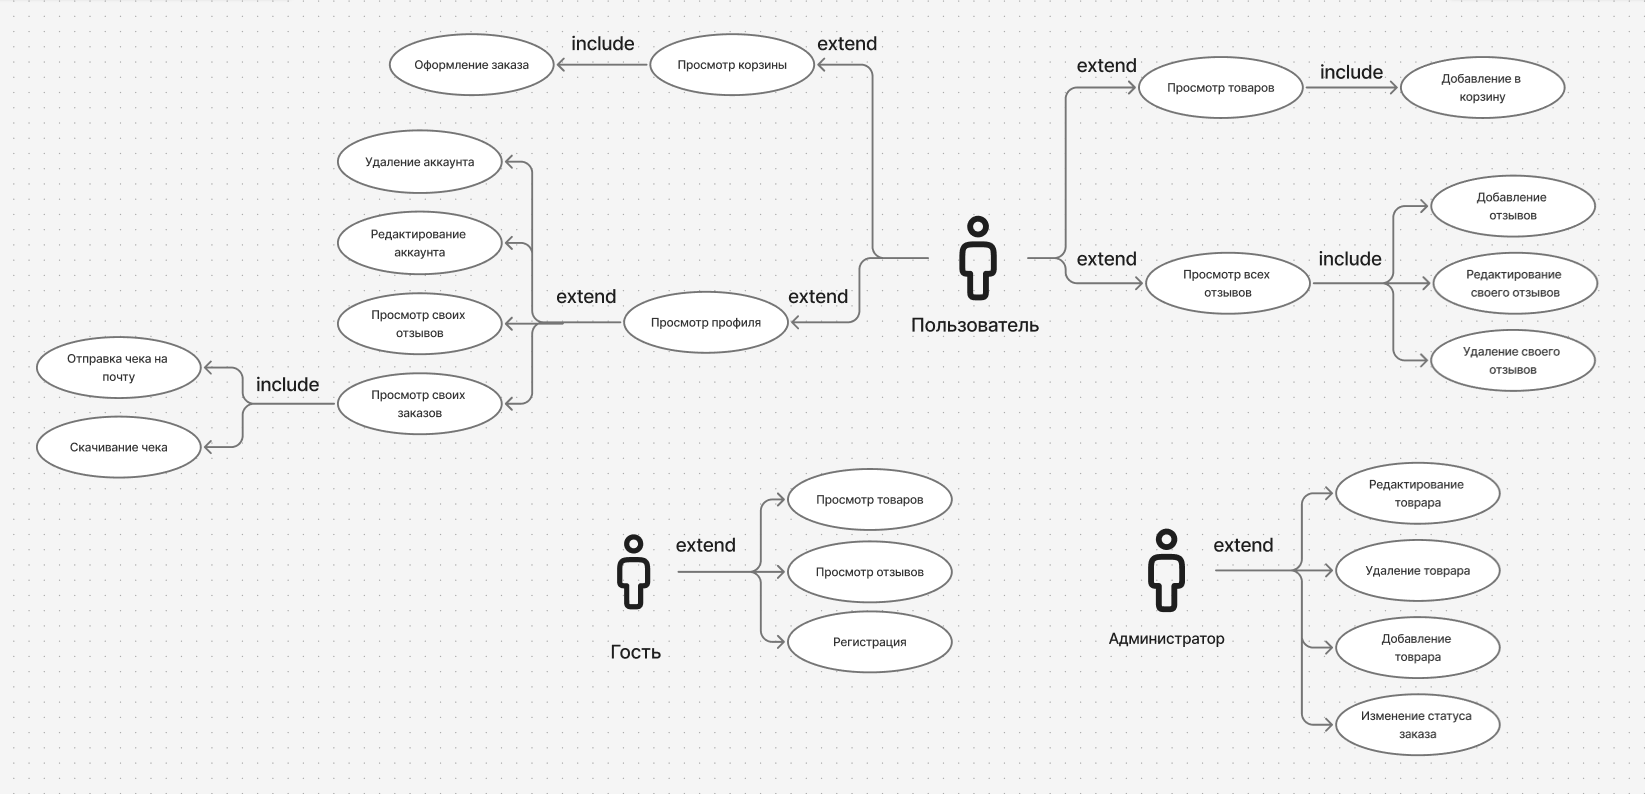 Оформление заказа
include
Просмотр корзины
extend
extend
Просмотр товаров
include
Добавление в
корзину
Удаление аккаунта
Редактирование
аккаунта
Просмотр своих
отзывов
extend
Просмотр профиля
extend
Пользователь
Отправка чека на
почту
include
Просмотр своих
заказов
Скачивание чека
extend
Просмотр всех
отзывов
include
Добавление
отзывов
Редактирование
своего отзывов
Удаление своего
отзывов
extend
Гость
Просмотр товаров
Просмотр отзывов
Регистрация
extend
Администратор
Редактирование
товрара
Удаление товрара
Добавление
товрара
Изменение статуса
заказа